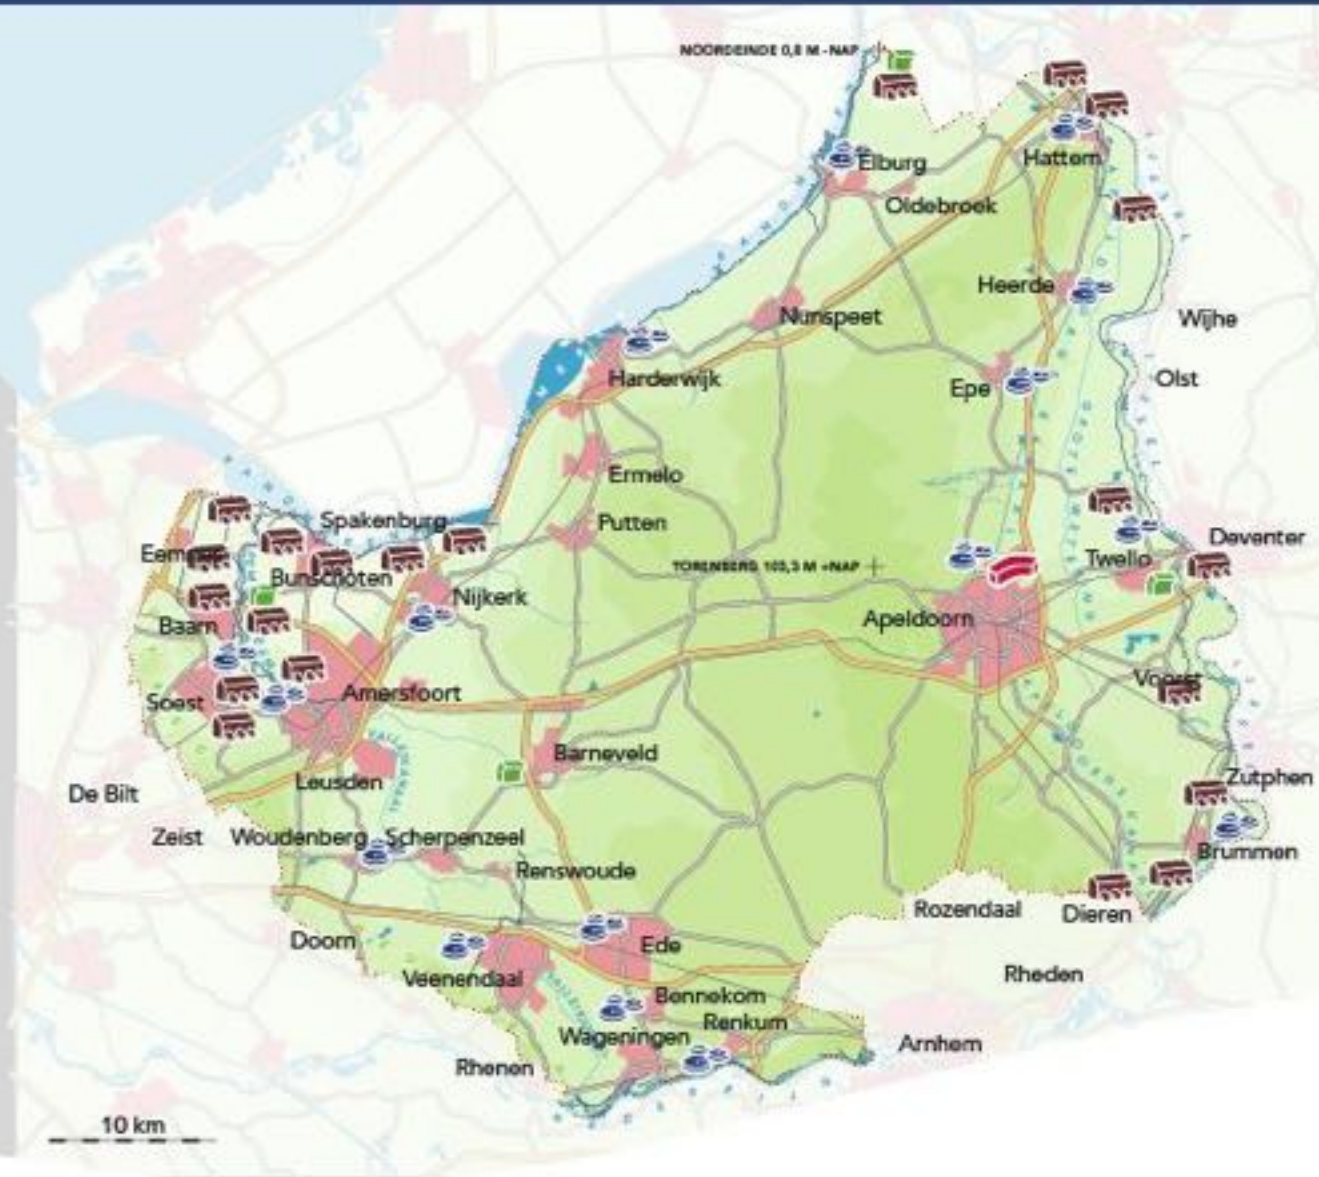 NOORDEINDE 0,8 M -NAP
Elburg
Hattem
Oldebroek
Heerde
Nunspeet
Wijhe
Harderwijk
Epe
Olst
Ermelo
Spakenburg
Putten
Deventer
Twello
TORENBERG 103,3 M +NAP
Bunschoten
Nijkerk
Apeldoorn
Baarn
Voorst
Soest
Amersfoort
Barneveld
Leusden
Zutphen
De Bilt
Zeist
Woudenberg
Scherpenzeel
Brummen
Renswoude
Rozendaal
Dieren
Doorn
Ede
Veenendaal
Rheden
Bennekom
Renkum
Wageningen
Arnhem
Rhenen
10 km